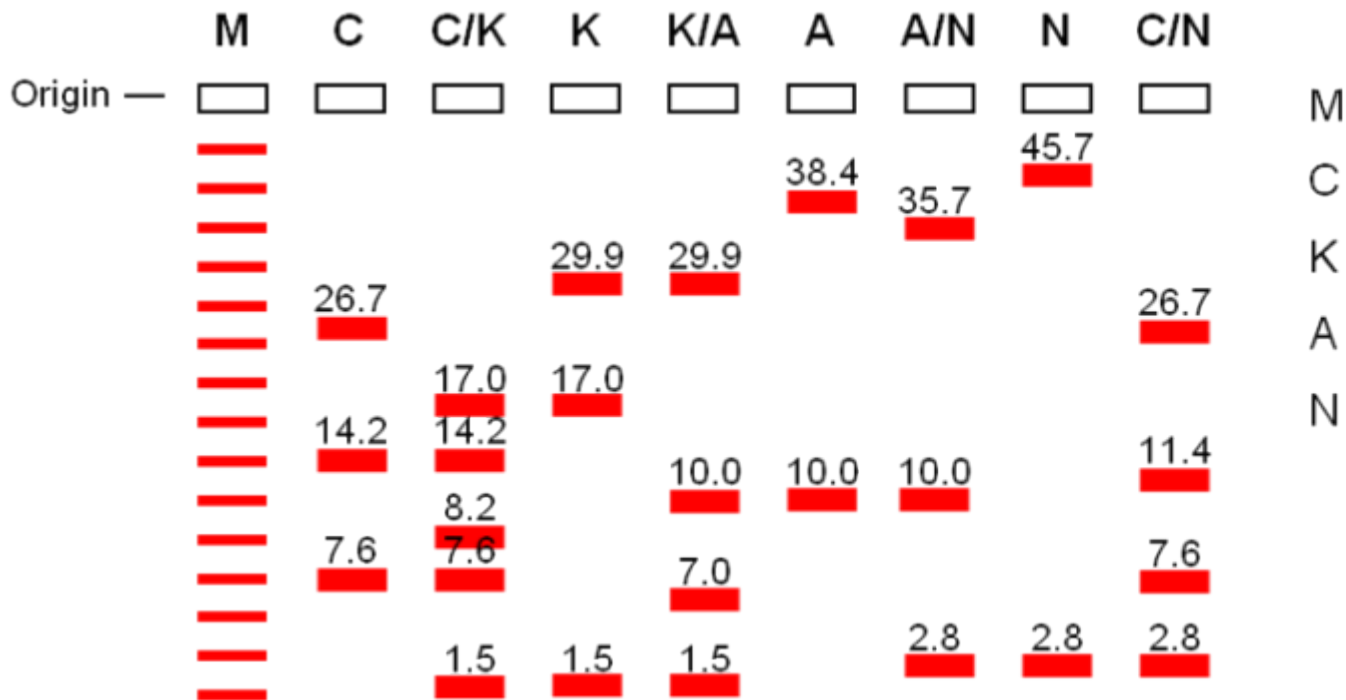 M C C/K K K/A A A/N N C/N
Origin —
M
45.7
38.4
C
35.7
29.9 29.9
K
26.7 26.7
A
17.0 17.0
N
14.2 14.2
11.4
10.0 10.0 10.0
8.2
7.6 7.6 7.6
7.0
2.8 2.8 2.8
1.5 1.5 1.5